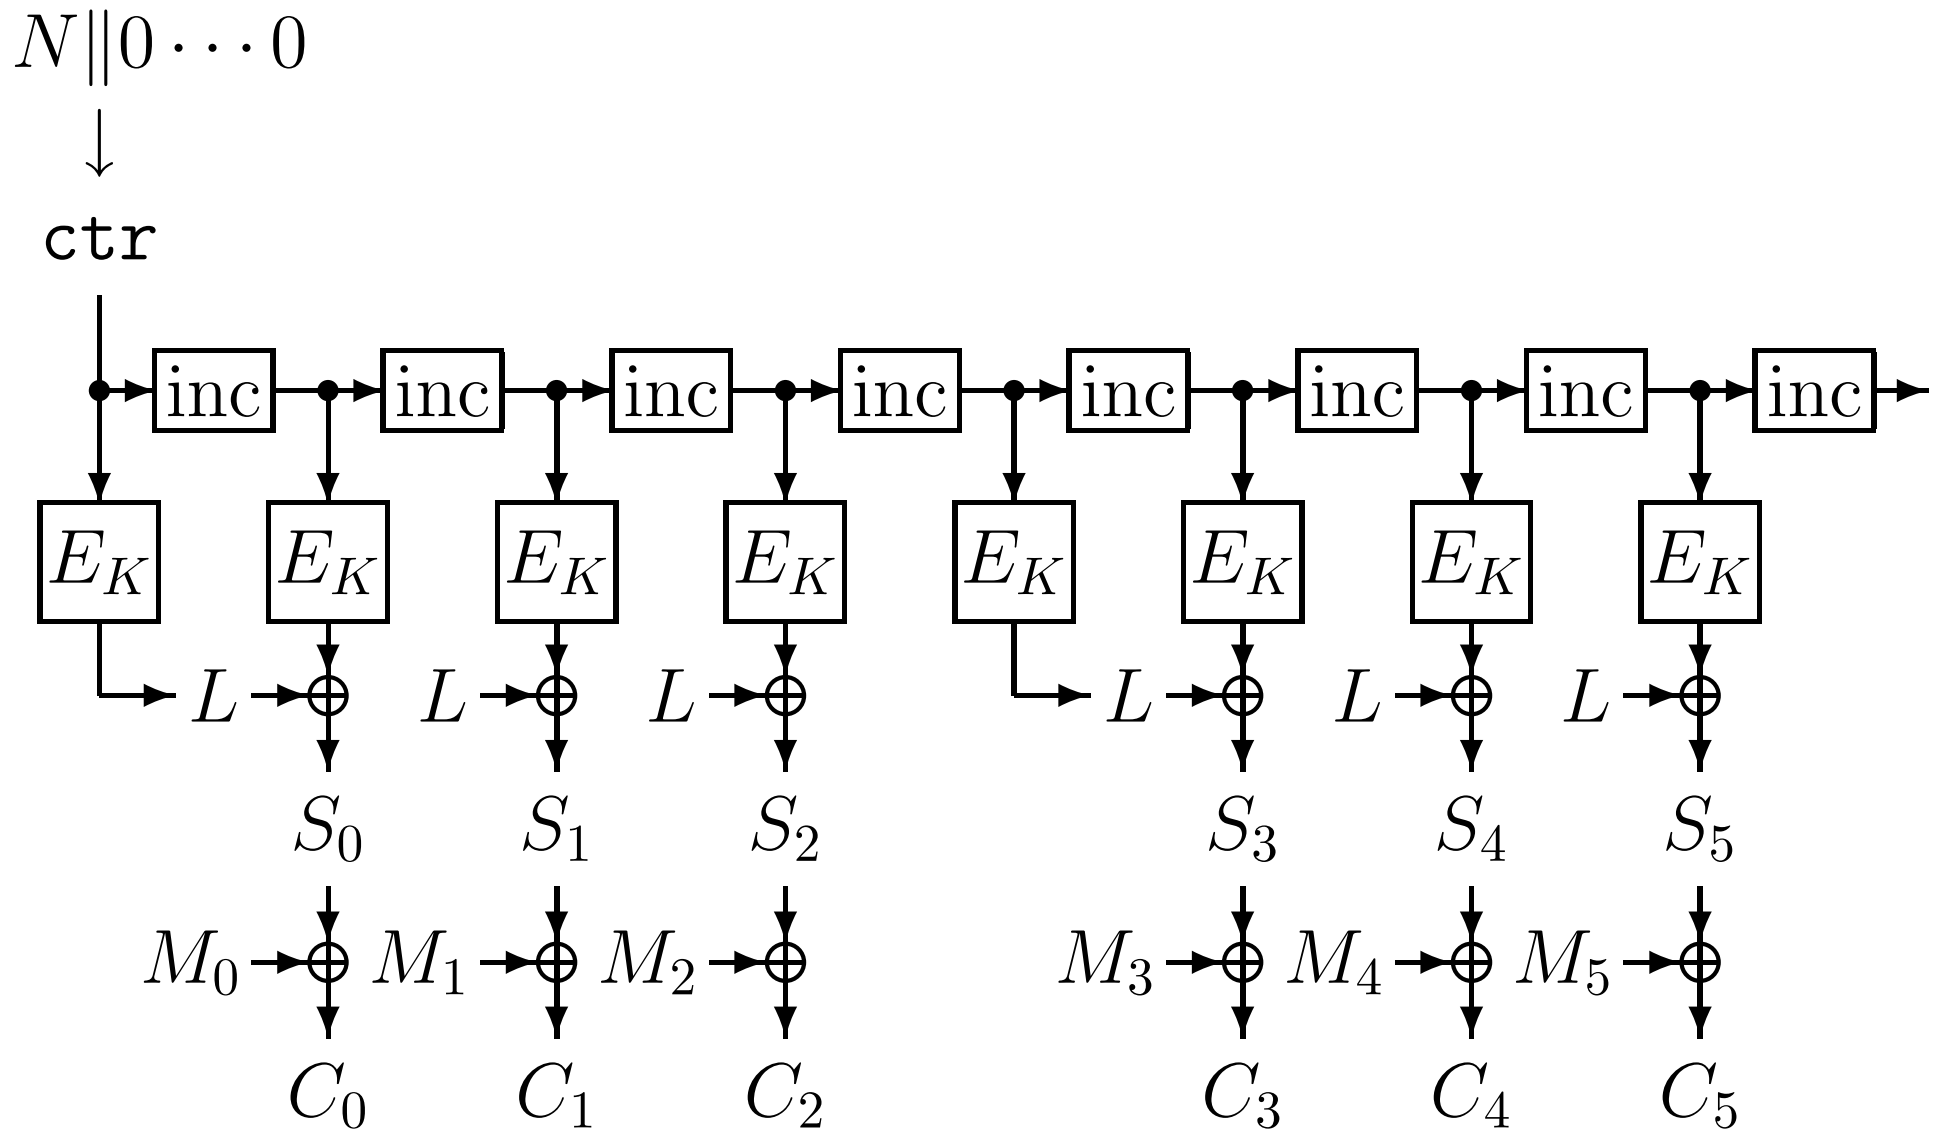 N∥0 ⋯ 0
ctr
inc inc inc inc inc inc inc inc
E_K E_K E_K E_K E_K E_K E_K E_K
L L L L L L
S_0 S_1 S_2 S_3 S_4 S_5
M_0 M_1 M_2 M_3 M_4 M_5
C_0 C_1 C_2 C_3 C_4 C_5